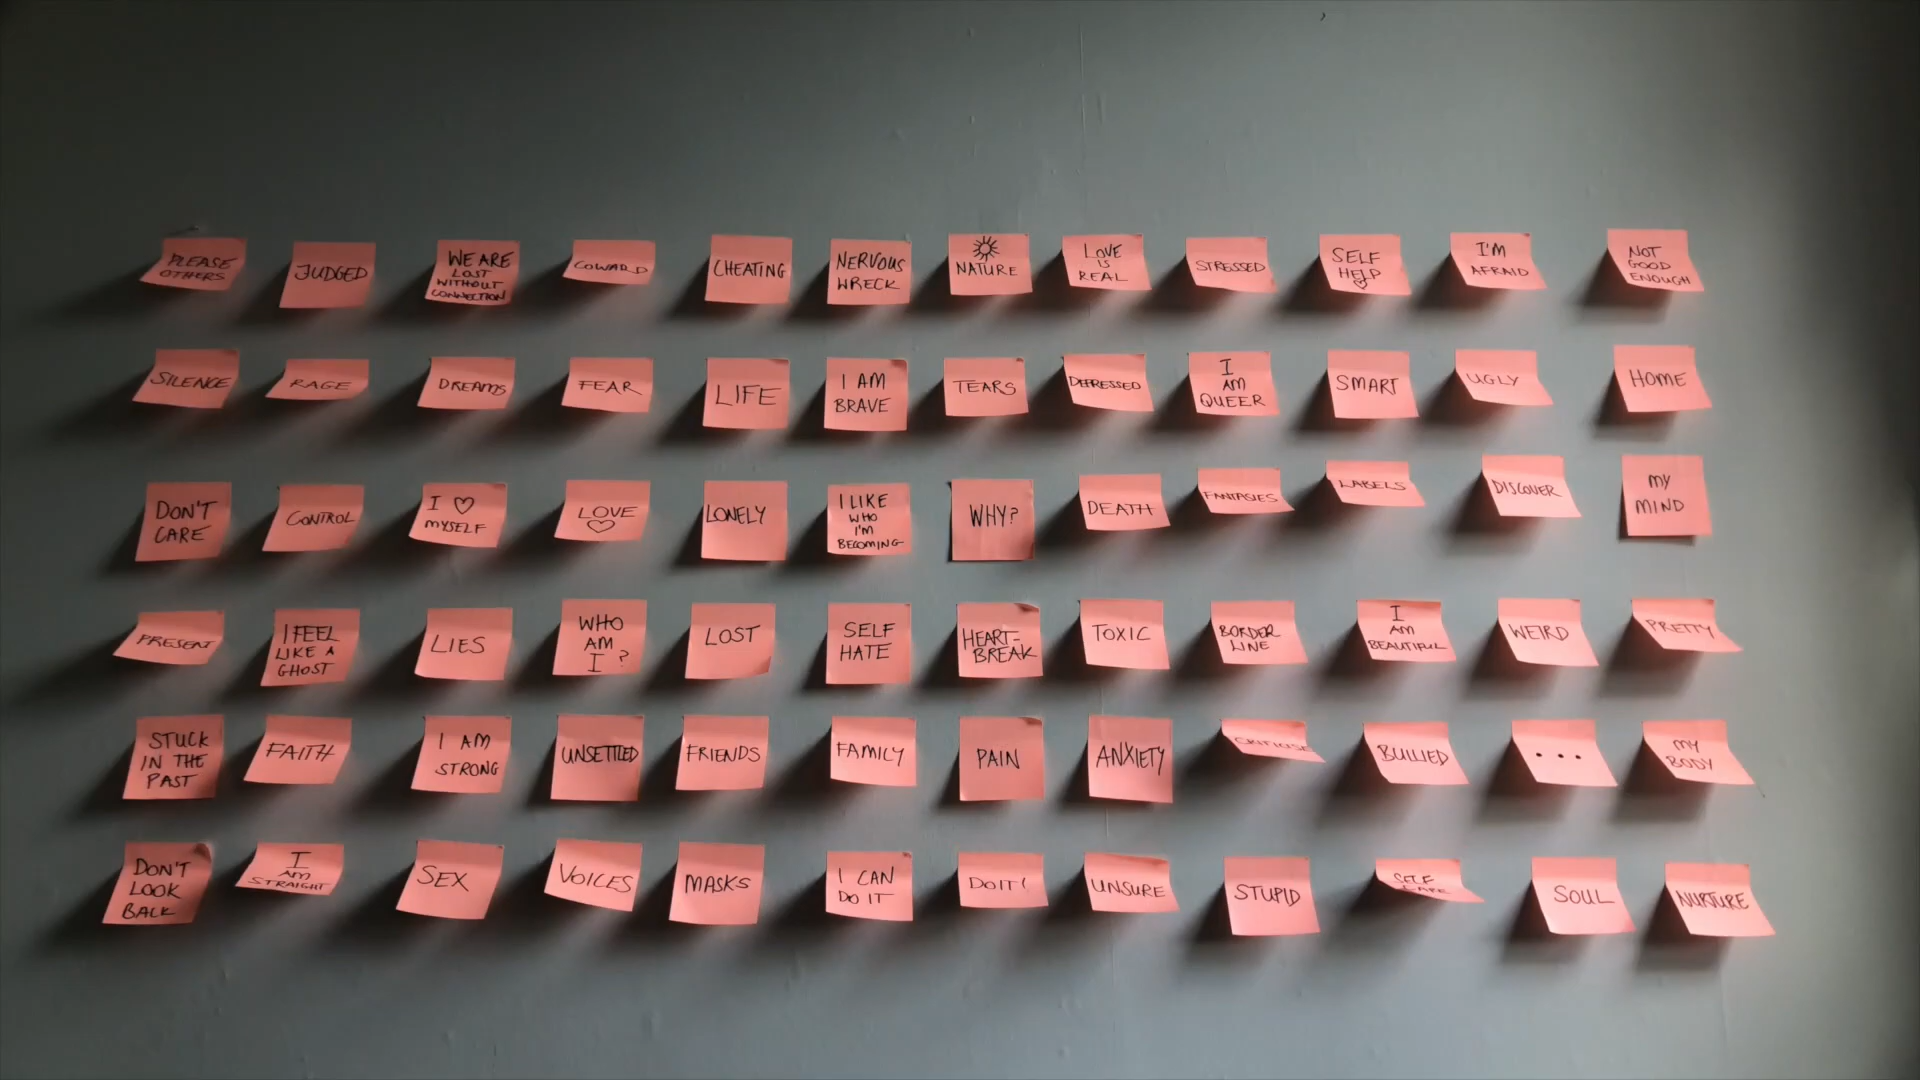 PLEASE
OTHERS
JUDGED
WE ARE
LOST
WITHOUT
CONNECTION
COWARD
CHEATING
NERVOUS
WRECK
NATURE
LOVE
IS
REAL
STRESSED
SELF
HELP
I'M
AFRAID
NOT
GOOD
ENOUGH
SILENCE
RAGE
DREAMS
FEAR
LIFE
I AM
BRAVE
TEARS
DEPRESSED
I
AM
QUEER
SMART
UGLY
HOME
DON'T
CARE
CONTROL
I ♡
MYSELF
LOVE
♡
LONELY
I LIKE
WHO
I'M
BECOMING
WHY?
DEATH
FANTASIES
LABELS
DISCOVER
MY
MIND
PRESENT
I FEEL
LIKE A
GHOST
LIES
WHO
AM
I ?
LOST
SELF
HATE
HEART-
BREAK
TOXIC
BORDER
LINE
I
AM
BEAUTIFUL
WEIRD
PRETTY
STUCK
IN THE
PAST
FAITH
I AM
STRONG
UNSETTLED
FRIENDS
FAMILY
PAIN
ANXIETY
BULLIED
...
MY
BODY
DON'T
LOOK
BACK
I
AM
STRAIGHT
SEX
VOICES
MASKS
I CAN
DO IT
DO IT!
UNSURE
STUPID
SELF
SOUL
NURTURE